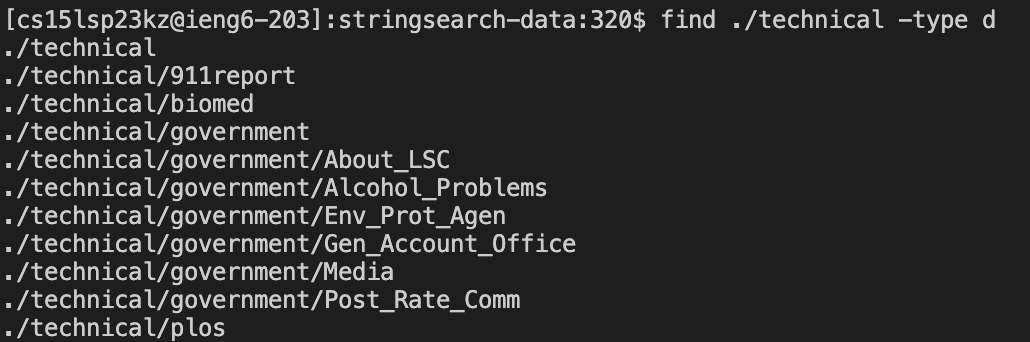 [cs15lsp23kz@ieng6-203]:stringsearch-data:320$ find ./technical -type d
./technical
./technical/911report
./technical/biomed
./technical/government
./technical/government/About_LSC
./technical/government/Alcohol_Problems
./technical/government/Env_Prot_Agen
./technical/government/Gen_Account_Office
./technical/government/Media
./technical/government/Post_Rate_Comm
./technical/plos